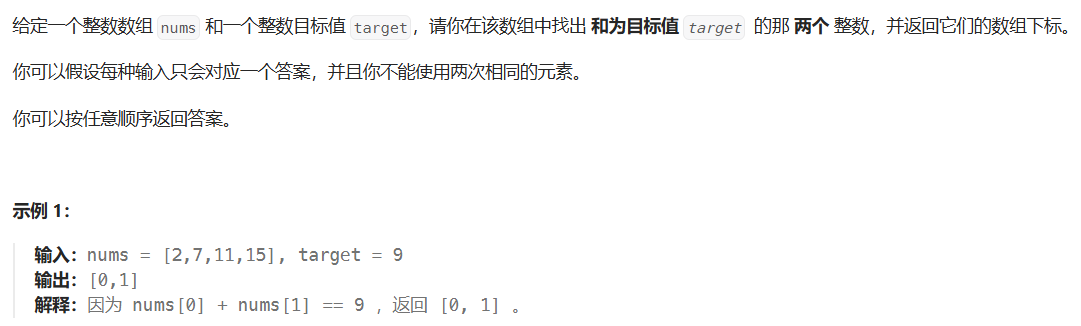 给定一个整数数组 nums 和一个整数目标值 target，请你在该数组中找出 和为目标值 target 的那 两个 整数，并返回它们的数组下标。
你可以假设每种输入只会对应一个答案，并且你不能使用两次相同的元素。
你可以按任意顺序返回答案。
示例 1：
输入：nums = [2,7,11,15], target = 9
输出：[0,1]
解释：因为 nums[0] + nums[1] == 9 ，返回 [0, 1] 。